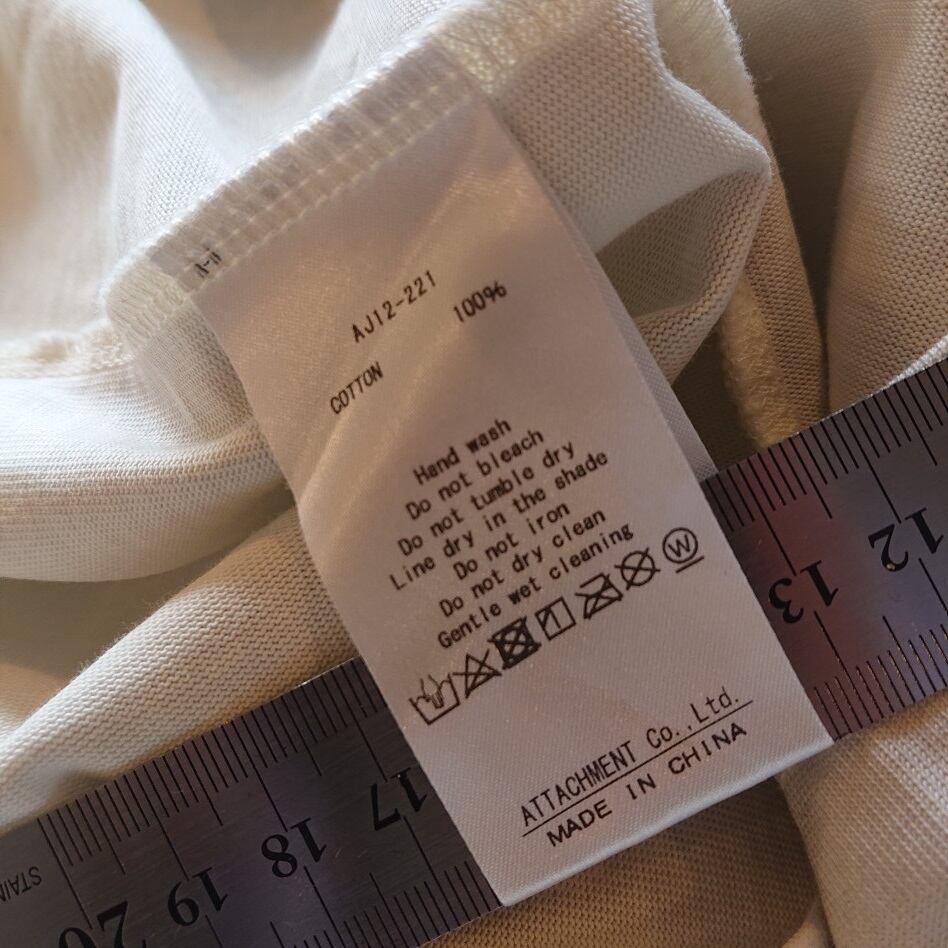 AJ12-221
COTTON 100%
Hand wash
Do not bleach
Do not tumble dry
Line dry in the shade
Do not iron
Do not dry clean
Gentle wet cleaning
W
ATTACHMENT Co.,Ltd.
MADE IN CHINA
12
13
17
18
19
20